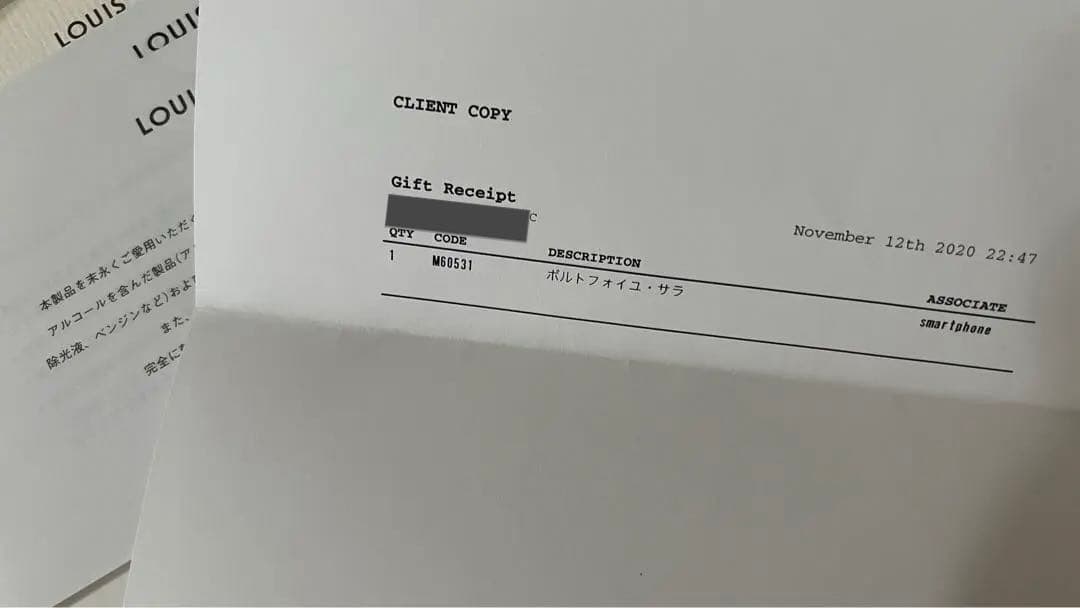 LOUIS
LOUIS
LOUI
本製品を末永くご愛用いただく
アルコールを含んだ製品(ア
除光液、ベンジンなど)およ
また、
完全に
CLIENT COPY
Gift Receipt
C
November 12th 2020 22:47
QTY CODE DESCRIPTION ASSOCIATE
1 M60531 ポルトフォイユ・サラ smartphone